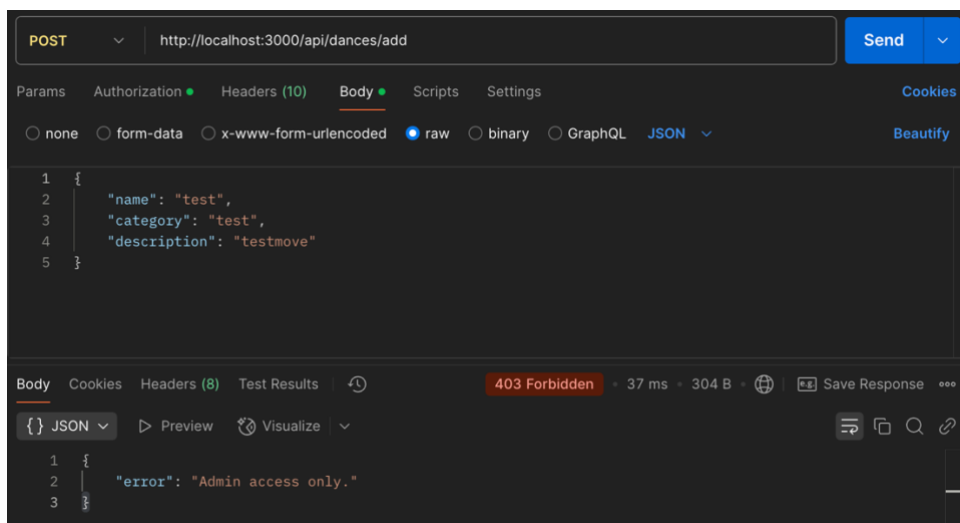 POST http://localhost:3000/api/dances/add Send
Params Authorization Headers (10) Body Scripts Settings Cookies
none form-data x-www-form-urlencoded raw binary GraphQL JSON Beautify
1 {
2 "name": "test",
3 "category": "test",
4 "description": "testmove"
5 }
Body Cookies Headers (8) Test Results 403 Forbidden • 37 ms • 304 B • e.g. Save Response
{} JSON Preview Visualize
1 {
2 "error": "Admin access only."
3 }